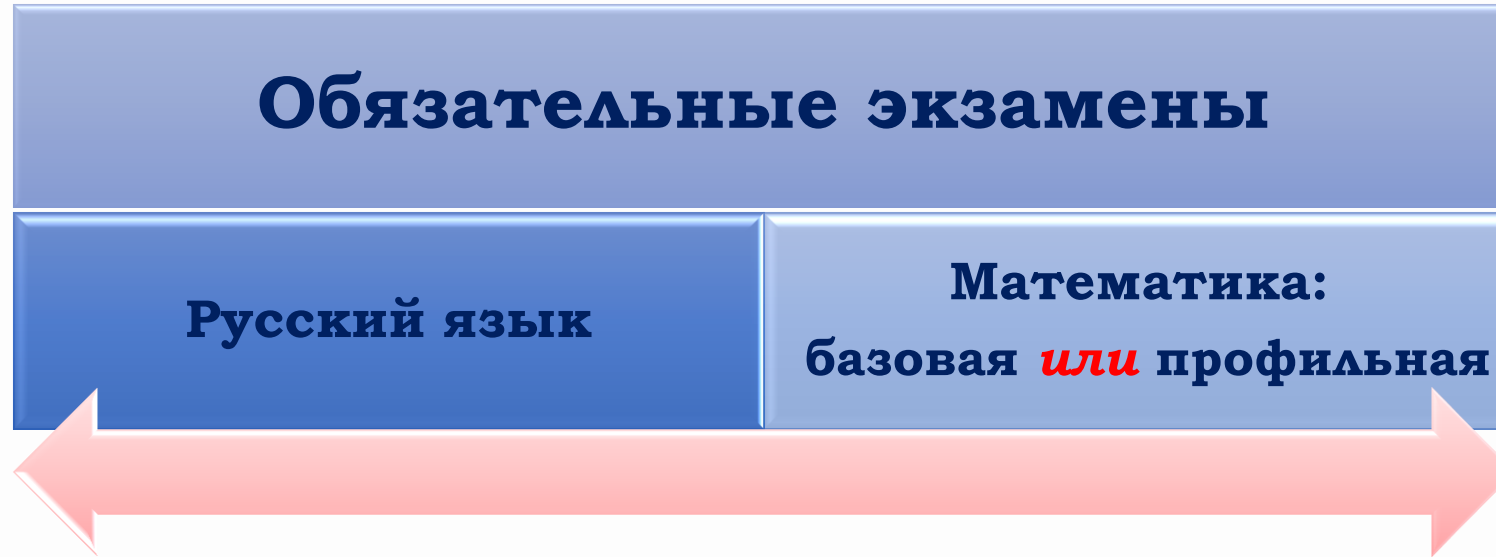 Обязательные экзамены
Русский язык
Математика:
базовая или профильная